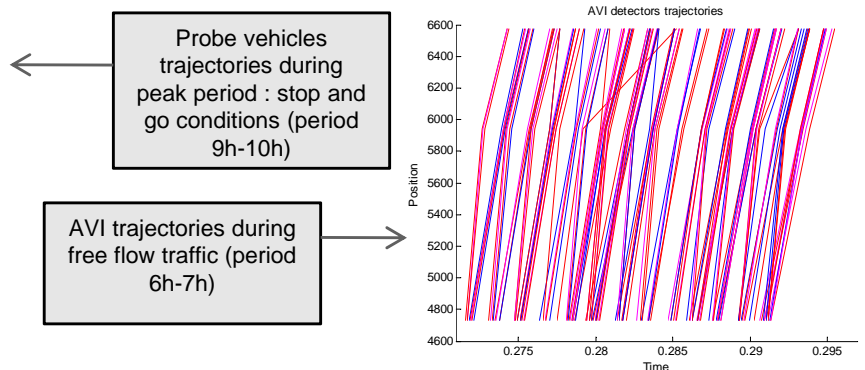 Probe vehicles
trajectories during
peak period : stop and
go conditions (period
9h-10h)
AVI trajectories during
free flow traffic (period
6h-7h)
AVI detectors trajectories
Position
6600
6400
6200
6000
5800
5600
5400
5200
5000
4800
4600
0.275
0.28
0.285
0.29
0.295
Time